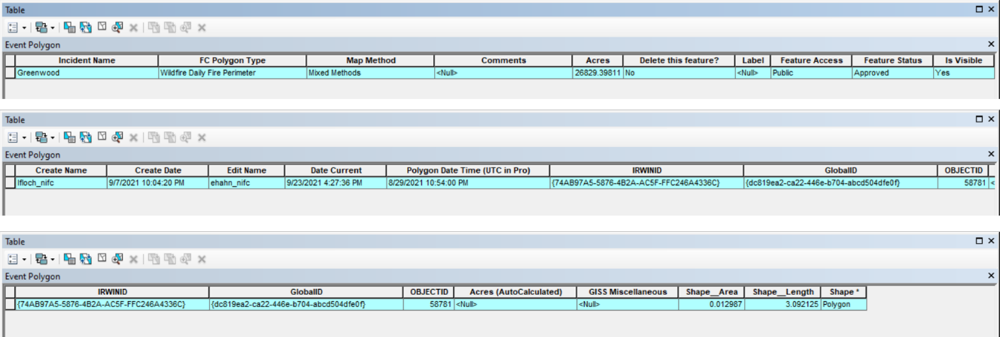 Table
Event Polygon
Incident Name FC Polygon Type Map Method Comments Acres Delete this feature? Label Feature Access Feature Status Is Visible
Greenwood Wildfire Daily Fire Perimeter Mixed Methods <Null> 26829.39811 No <Null> Public Approved Yes
Table
Event Polygon
Create Name Create Date Edit Name Date Current Polygon Date Time (UTC in Pro) IRWINID GlobalID OBJECTID
lfloch_nifc 9/7/2021 10:04:20 PM ehahn_nifc 9/23/2021 4:27:36 PM 8/29/2021 10:54:00 PM {74AB97A5-5876-4B2A-AC5F-FFC246A4336C} {dc819ea2-ca22-446e-b704-abcd504dfe0f} 58781 <
Table
Event Polygon
IRWINID GlobalID OBJECTID Acres (AutoCalculated) GISS Miscellaneous Shape__Area Shape__Length Shape *
{74AB97A5-5876-4B2A-AC5F-FFC246A4336C} {dc819ea2-ca22-446e-b704-abcd504dfe0f} 58781 <Null> <Null> 0.012987 3.092125 Polygon